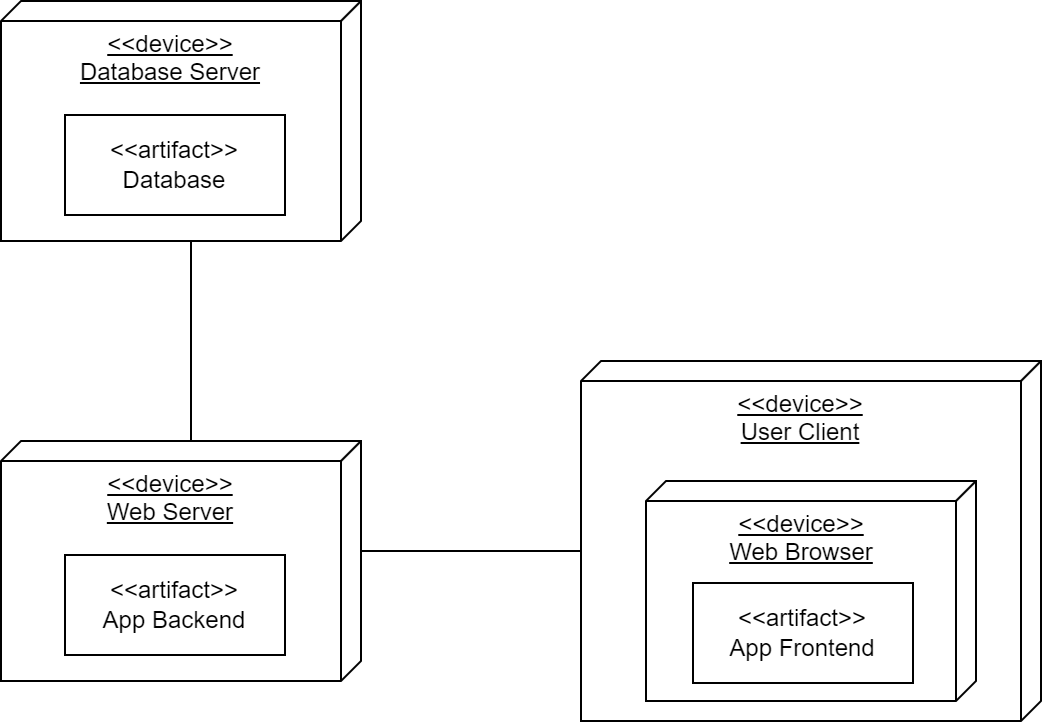 <<device>>
Database Server
<<artifact>>
Database
<<device>>
Web Server
<<artifact>>
App Backend
<<device>>
User Client
<<device>>
Web Browser
<<artifact>>
App Frontend